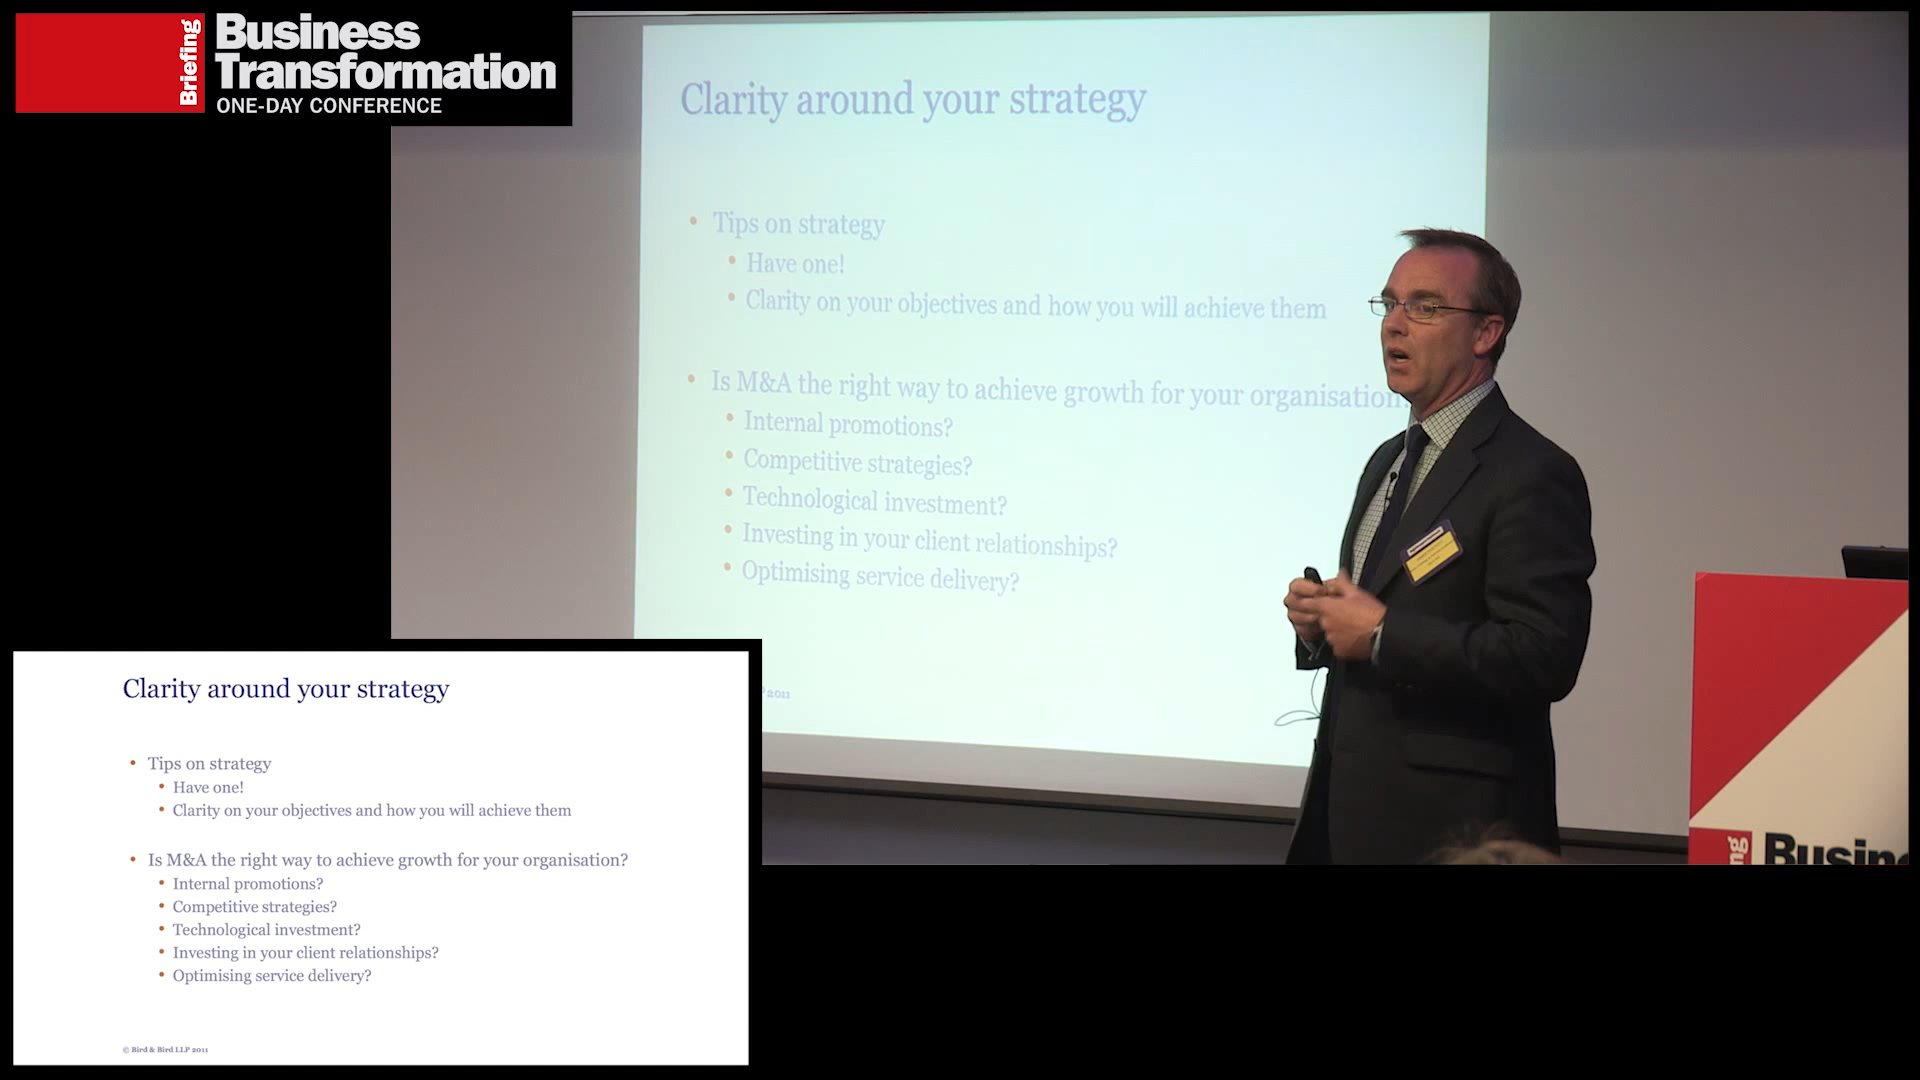 Briefing
Business
Transformation
ONE-DAY CONFERENCE
Clarity around your strategy
• Tips on strategy
• Have one!
• Clarity on your objectives and how you will achieve them
• Is M&A the right way to achieve growth for your organisation?
• Internal promotions?
• Competitive strategies?
• Technological investment?
• Investing in your client relationships?
• Optimising service delivery?
P 2011
Clarity around your strategy
• Tips on strategy
• Have one!
• Clarity on your objectives and how you will achieve them
• Is M&A the right way to achieve growth for your organisation?
• Internal promotions?
• Competitive strategies?
• Technological investment?
• Investing in your client relationships?
• Optimising service delivery?
© Bird & Bird LLP 2011
ng
Busin